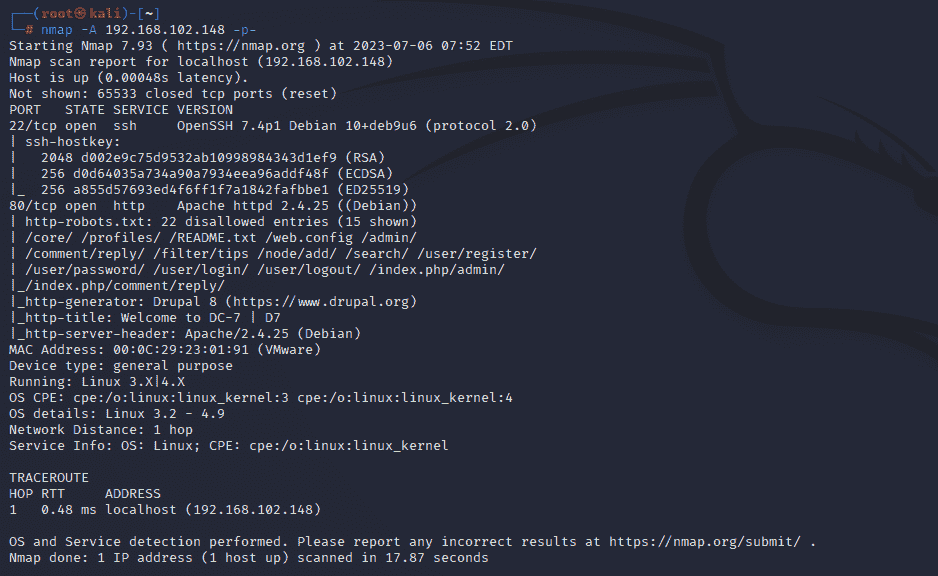 ┌──(root㉿kali)-[~]
└─# nmap -A 192.168.102.148 -p-
Starting Nmap 7.93 ( https://nmap.org ) at 2023-07-06 07:52 EDT
Nmap scan report for localhost (192.168.102.148)
Host is up (0.00048s latency).
Not shown: 65533 closed tcp ports (reset)
PORT   STATE SERVICE VERSION
22/tcp open  ssh     OpenSSH 7.4p1 Debian 10+deb9u6 (protocol 2.0)
| ssh-hostkey:
|   2048 d002e9c75d9532ab10998984343d1ef9 (RSA)
|   256 d0d64035a734a90a7934eea96addf48f (ECDSA)
|_  256 a855d57693ed4f6ff1f7a1842fafbbe1 (ED25519)
80/tcp open  http    Apache httpd 2.4.25 ((Debian))
| http-robots.txt: 22 disallowed entries (15 shown)
| /core/ /profiles/ /README.txt /web.config /admin/
| /comment/reply/ /filter/tips /node/add/ /search/ /user/register/
| /user/password/ /user/login/ /user/logout/ /index.php/admin/
|_/index.php/comment/reply/
|_http-generator: Drupal 8 (https://www.drupal.org)
|_http-title: Welcome to DC-7 | D7
|_http-server-header: Apache/2.4.25 (Debian)
MAC Address: 00:0C:29:23:01:91 (VMware)
Device type: general purpose
Running: Linux 3.X|4.X
OS CPE: cpe:/o:linux:linux_kernel:3 cpe:/o:linux:linux_kernel:4
OS details: Linux 3.2 - 4.9
Network Distance: 1 hop
Service Info: OS: Linux; CPE: cpe:/o:linux:linux_kernel

TRACEROUTE
HOP RTT     ADDRESS
1   0.48 ms localhost (192.168.102.148)

OS and Service detection performed. Please report any incorrect results at https://nmap.org/submit/ .
Nmap done: 1 IP address (1 host up) scanned in 17.87 seconds